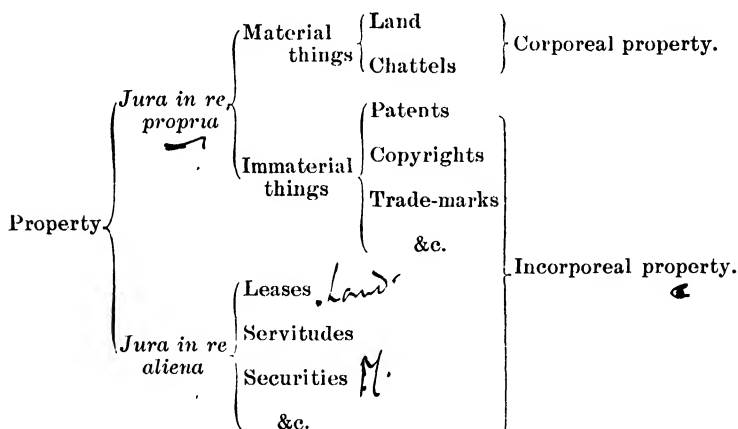 Material things
Land
Chattels
Corporeal property.
Jura in re propria
Immaterial things
Patents
Copyrights
Trade-marks
&c.
Property
Incorporeal property.
Jura in re aliena
Leases. Land
Servitudes
Securities M.
&c.